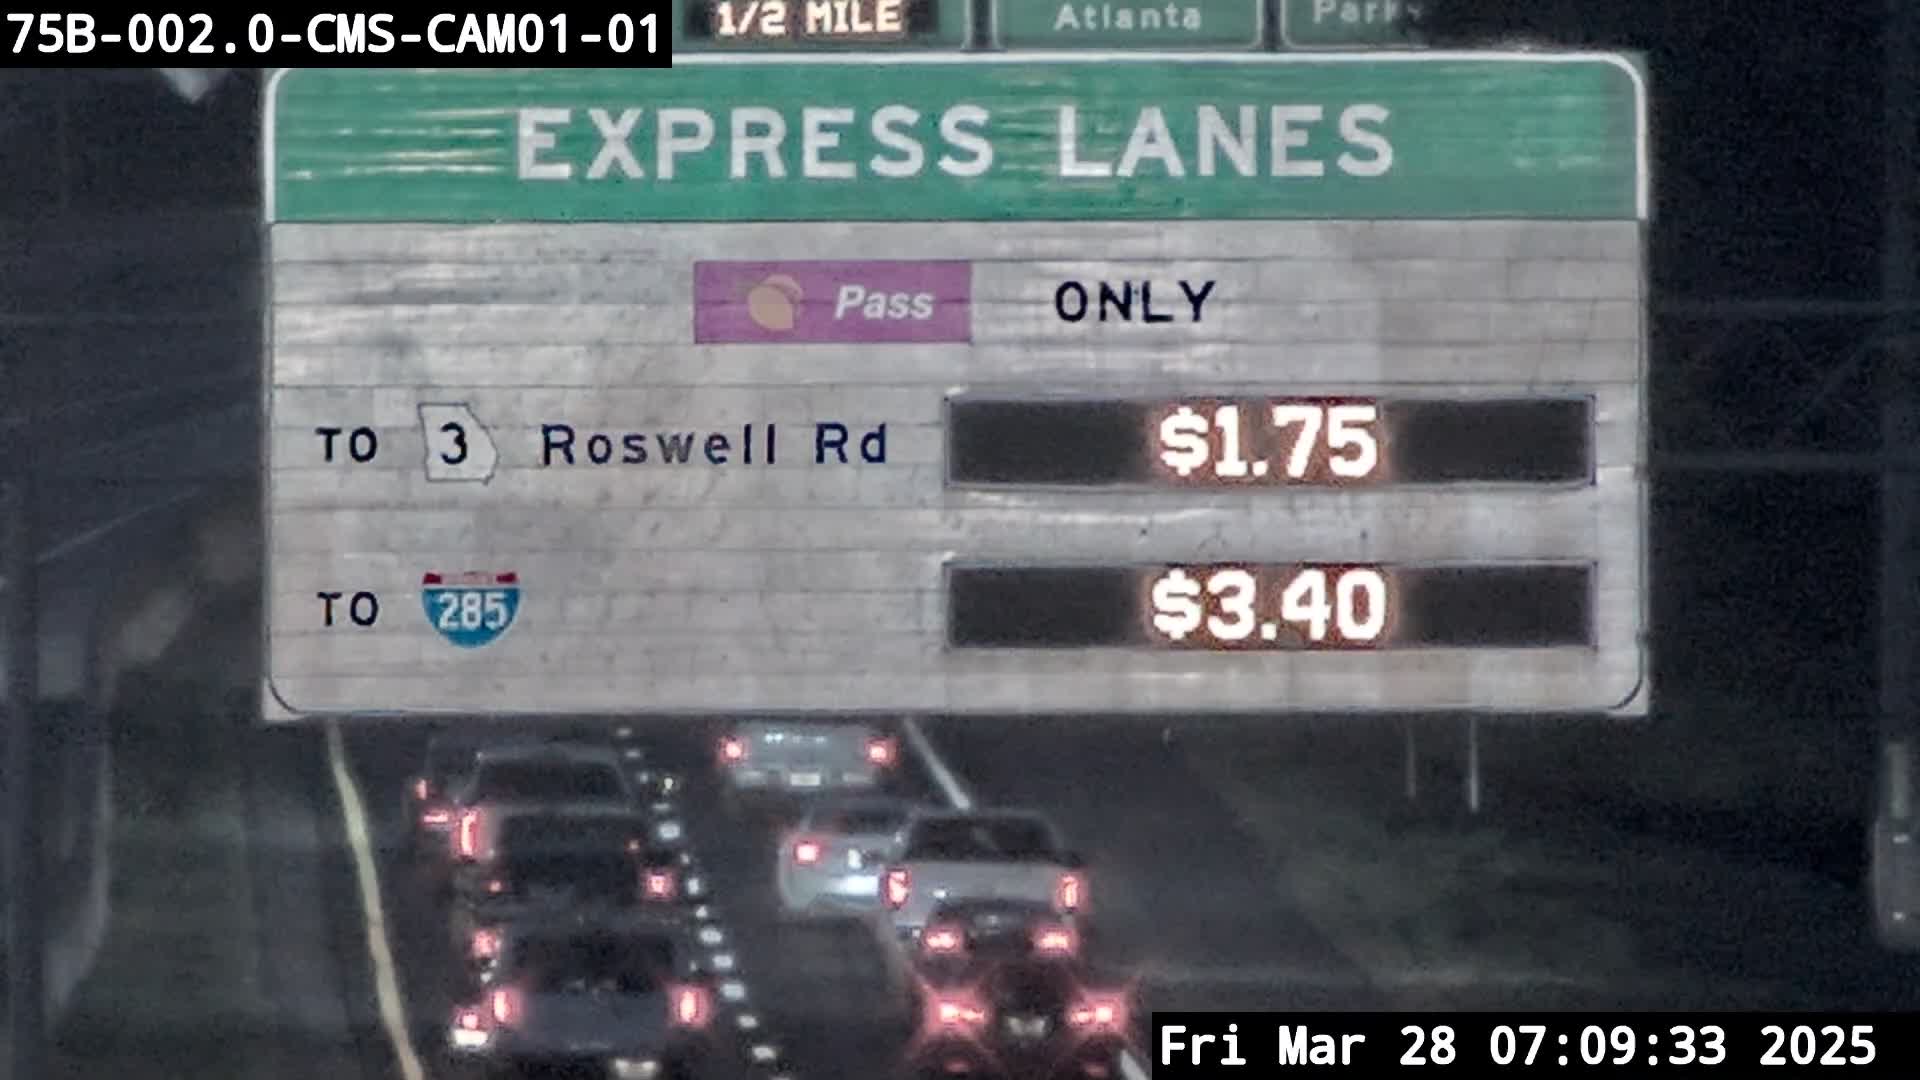 75B-002.0-CMS-CAM01-01
1/2 MILE
Atlanta
EXPRESS LANES
Pass ONLY
TO 3 Roswell Rd $1.75
TO 285 $3.40
Fri Mar 28 07:09:33 2025